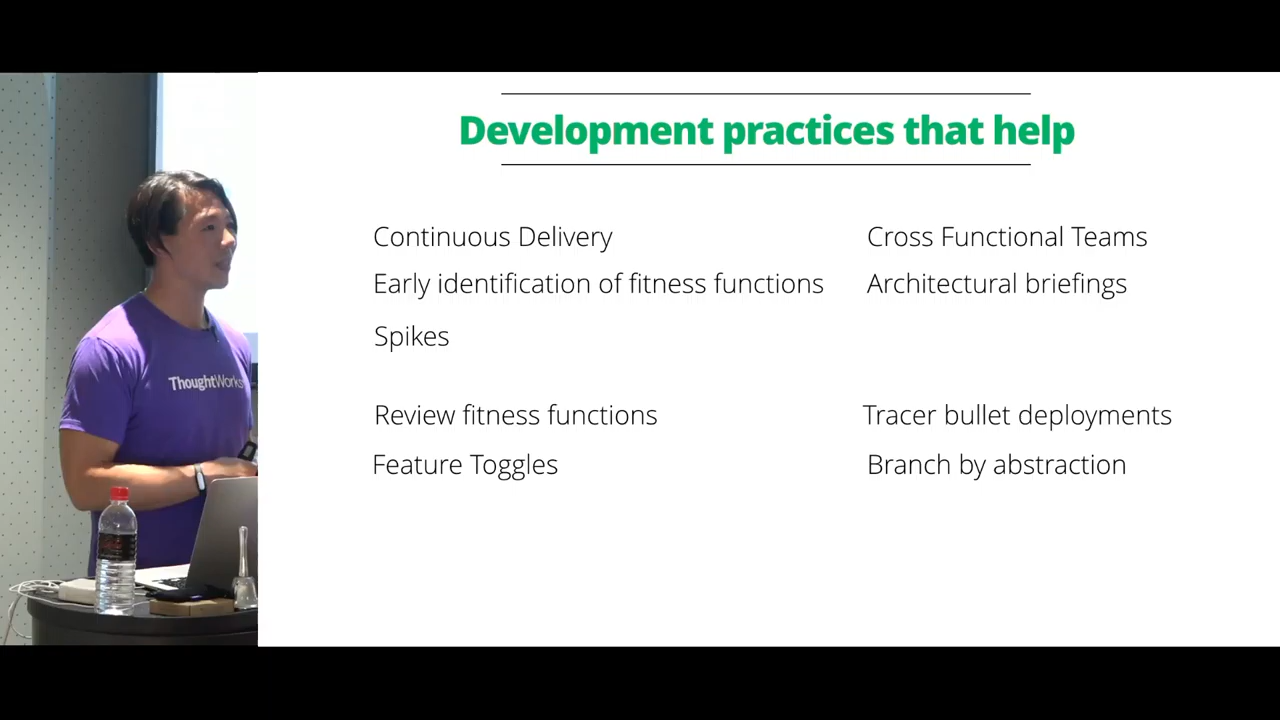 Development practices that help
Continuous Delivery
Early identification of fitness functions
Spikes
Cross Functional Teams
Architectural briefings
Review fitness functions
Feature Toggles
Tracer bullet deployments
Branch by abstraction
ThoughtWorks